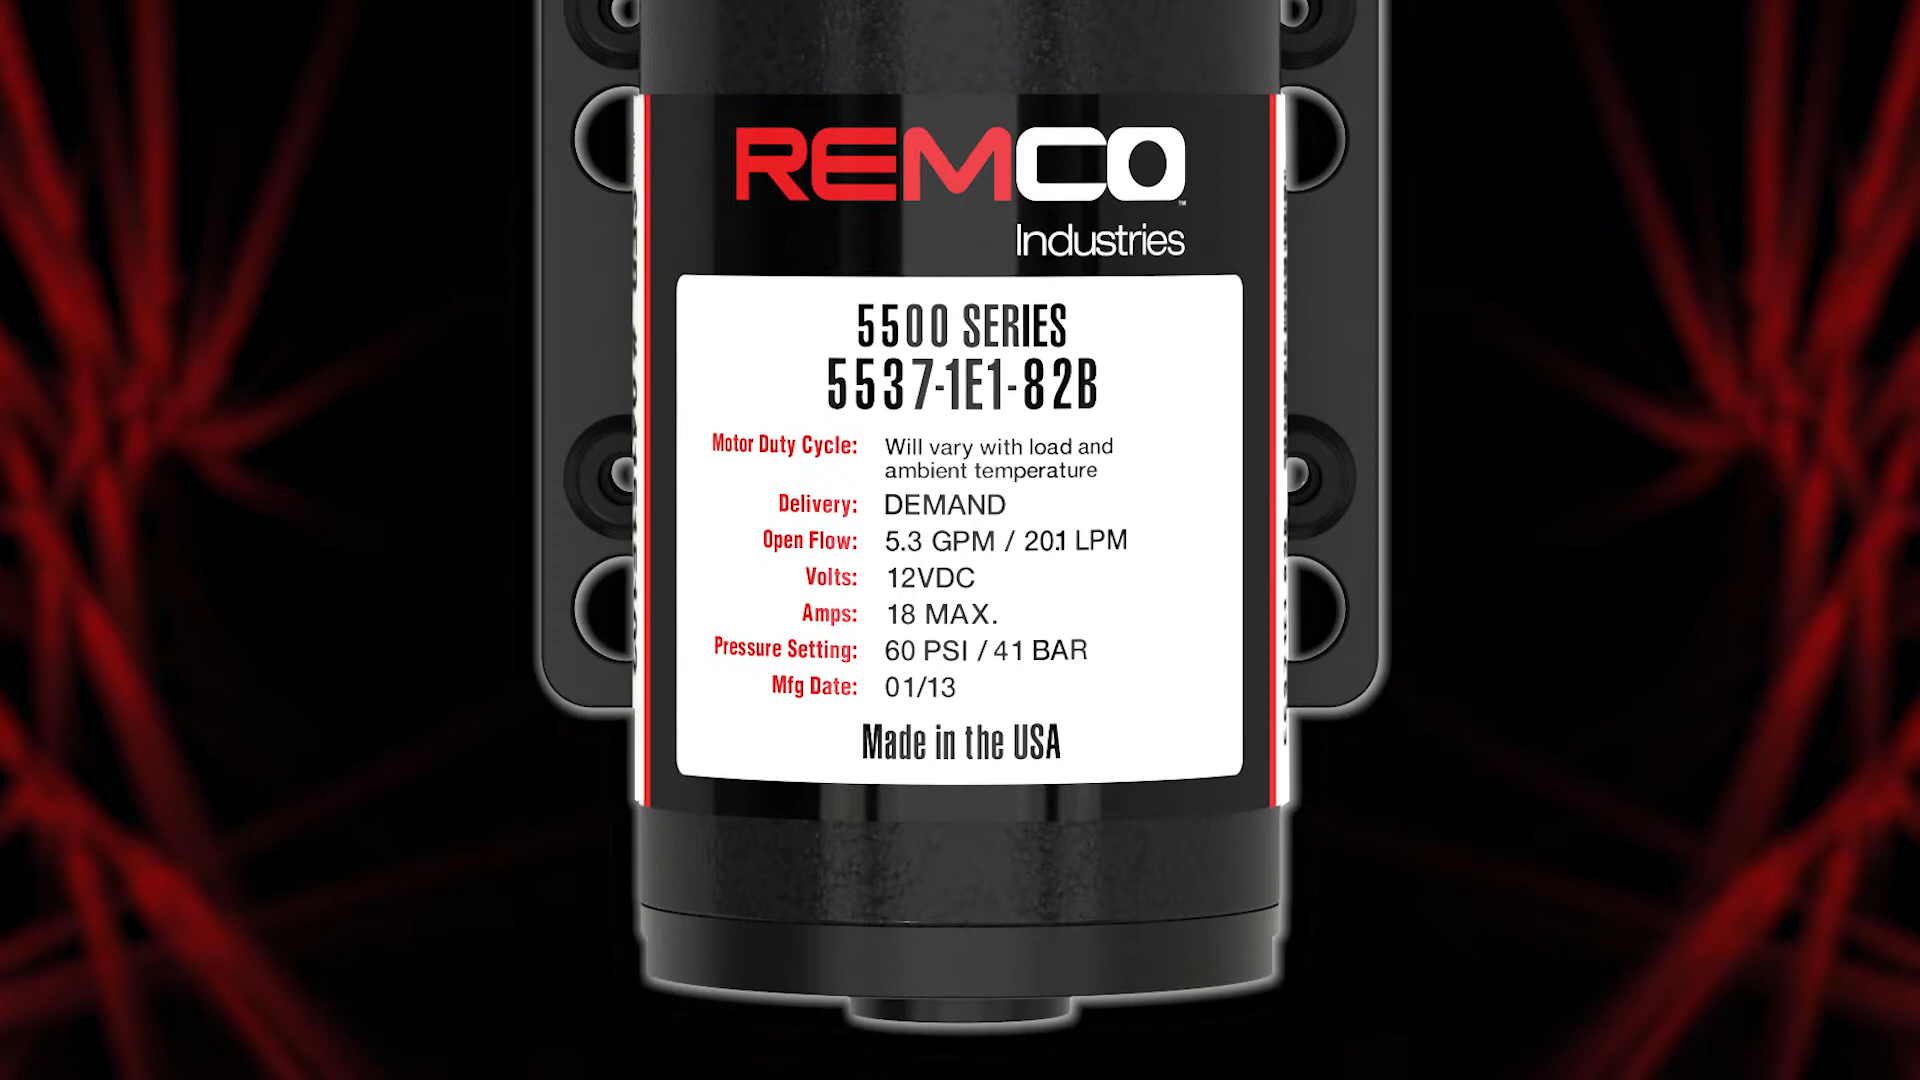 REMCO
™
Industries
5500 SERIES
5537-1E1-82B
Motor Duty Cycle: Will vary with load and
ambient temperature
Delivery: DEMAND
Open Flow: 5.3 GPM / 20.1 LPM
Volts: 12VDC
Amps: 18 MAX.
Pressure Setting: 60 PSI / 41 BAR
Mfg Date: 01/13
Made in the USA